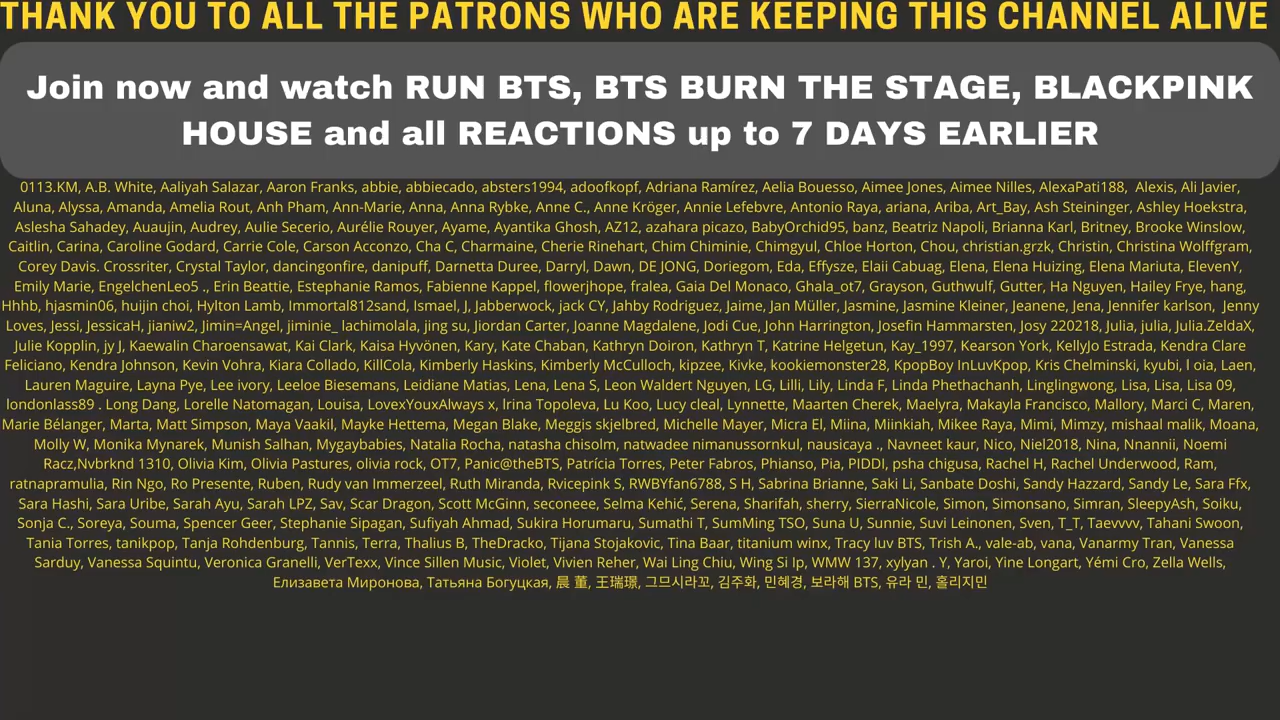 THANK YOU TO ALL THE PATRONS WHO ARE KEEPING THIS CHANNEL ALIVE
Join now and watch RUN BTS, BTS BURN THE STAGE, BLACKPINK
HOUSE and all REACTIONS up to 7 DAYS EARLIER
0113.KM, A.B. White, Aaliyah Salazar, Aaron Franks, abbie, abbiecado, absters1994, adoofkopf, Adriana Ramírez, Aelia Bouesso, Aimee Jones, Aimee Nilles, AlexaPati188,  Alexis, Ali Javier,
Aluna, Alyssa, Amanda, Amelia Rout, Anh Pham, Ann-Marie, Anna, Anna Rybke, Anne C., Anne Kröger, Annie Lefebvre, Antonio Raya, ariana, Ariba, Art_Bay, Ash Steininger, Ashley Hoekstra,
Aslesha Sahadey, Auaujin, Audrey, Aulie Secerio, Aurélie Rouyer, Ayame, Ayantika Ghosh, AZ12, azahara picazo, BabyOrchid95, banz, Beatriz Napoli, Brianna Karl, Britney, Brooke Winslow,
Caitlin, Carina, Caroline Godard, Carrie Cole, Carson Acconzo, Cha C, Charmaine, Cherie Rinehart, Chim Chiminie, Chimgyul, Chloe Horton, Chou, christian.grzk, Christin, Christina Wolffgram,
Corey Davis. Crossriter, Crystal Taylor, dancingonfire, danipuff, Darnetta Duree, Darryl, Dawn, DE JONG, Doriegom, Eda, Effysze, Elaii Cabuag, Elena, Elena Huizing, Elena Mariuta, ElevenY,
Emily Marie, EngelchenLeo5 ., Erin Beattie, Estephanie Ramos, Fabienne Kappel, flowerjhope, fralea, Gaia Del Monaco, Ghala_ot7, Grayson, Guthwulf, Gutter, Ha Nguyen, Hailey Frye, hang,
Hhhb, hjasmin06, huijin choi, Hylton Lamb, Immortal812sand, Ismael, J, Jabberwock, jack CY, Jahby Rodriguez, Jaime, Jan Müller, Jasmine, Jasmine Kleiner, Jeanene, Jena, Jennifer karlson,  Jenny
Loves, Jessi, JessicaH, jianiw2, Jimin=Angel, jiminie_ lachimolala, jing su, Jiordan Carter, Joanne Magdalene, Jodi Cue, John Harrington, Josefin Hammarsten, Josy 220218, Julia, julia, Julia.ZeldaX,
Julie Kopplin, jy J, Kaewalin Charoensawat, Kai Clark, Kaisa Hyvönen, Kary, Kate Chaban, Kathryn Doiron, Kathryn T, Katrine Helgetun, Kay_1997, Kearson York, KellyJo Estrada, Kendra Clare
Feliciano, Kendra Johnson, Kevin Vohra, Kiara Collado, KillCola, Kimberly Haskins, Kimberly McCulloch, kipzee, Kivke, kookiemonster28, KpopBoy InLuvKpop, Kris Chelminski, kyubi, l oia, Laen,
Lauren Maguire, Layna Pye, Lee ivory, Leeloe Biesemans, Leidiane Matias, Lena, Lena S, Leon Waldert Nguyen, LG, Lilli, Lily, Linda F, Linda Phethachanh, Linglingwong, Lisa, Lisa, Lisa 09,
londonlass89 . Long Dang, Lorelle Natomagan, Louisa, LovexYouxAlways x, lrina Topoleva, Lu Koo, Lucy cleal, Lynnette, Maarten Cherek, Maelyra, Makayla Francisco, Mallory, Marci C, Maren,
Marie Bélanger, Marta, Matt Simpson, Maya Vaakil, Mayke Hettema, Megan Blake, Meggis skjelbred, Michelle Mayer, Micra El, Miina, Miinkiah, Mikee Raya, Mimi, Mimzy, mishaal malik, Moana,
Molly W, Monika Mynarek, Munish Salhan, Mygaybabies, Natalia Rocha, natasha chisolm, natwadee nimanussornkul, nausicaya ., Navneet kaur, Nico, Niel2018, Nina, Nnannii, Noemi
Racz,Nvbrknd 1310, Olivia Kim, Olivia Pastures, olivia rock, OT7, Panic@theBTS, Patrícia Torres, Peter Fabros, Phianso, Pia, PIDDI, psha chigusa, Rachel H, Rachel Underwood, Ram,
ratnapramulia, Rin Ngo, Ro Presente, Ruben, Rudy van Immerzeel, Ruth Miranda, Rvicepink S, RWBYfan6788, S H, Sabrina Brianne, Saki Li, Sanbate Doshi, Sandy Hazzard, Sandy Le, Sara Ffx,
Sara Hashi, Sara Uribe, Sarah Ayu, Sarah LPZ, Sav, Scar Dragon, Scott McGinn, seconeee, Selma Kehić, Serena, Sharifah, sherry, SierraNicole, Simon, Simonsano, Simran, SleepyAsh, Soiku,
Sonja C., Soreya, Souma, Spencer Geer, Stephanie Sipagan, Sufiyah Ahmad, Sukira Horumaru, Sumathi T, SumMing TSO, Suna U, Sunnie, Suvi Leinonen, Sven, T_T, Taevvvv, Tahani Swoon,
Tania Torres, tanikpop, Tanja Rohdenburg, Tannis, Terra, Thalius B, TheDracko, Tijana Stojakovic, Tina Baar, titanium winx, Tracy luv BTS, Trish A., vale-ab, vana, Vanarmy Tran, Vanessa
Sarduy, Vanessa Squintu, Veronica Granelli, VerTexx, Vince Sillen Music, Violet, Vivien Reher, Wai Ling Chiu, Wing Si Ip, WMW 137, xylyan . Y, Yaroi, Yine Longart, Yémi Cro, Zella Wells,
Елизавета Миронова, Татьяна Богуцкая, 晨 董, 王瑞璟, 그므시라꼬, 김주화, 민혜경, 보라해 BTS, 유라 민, 홀리지민